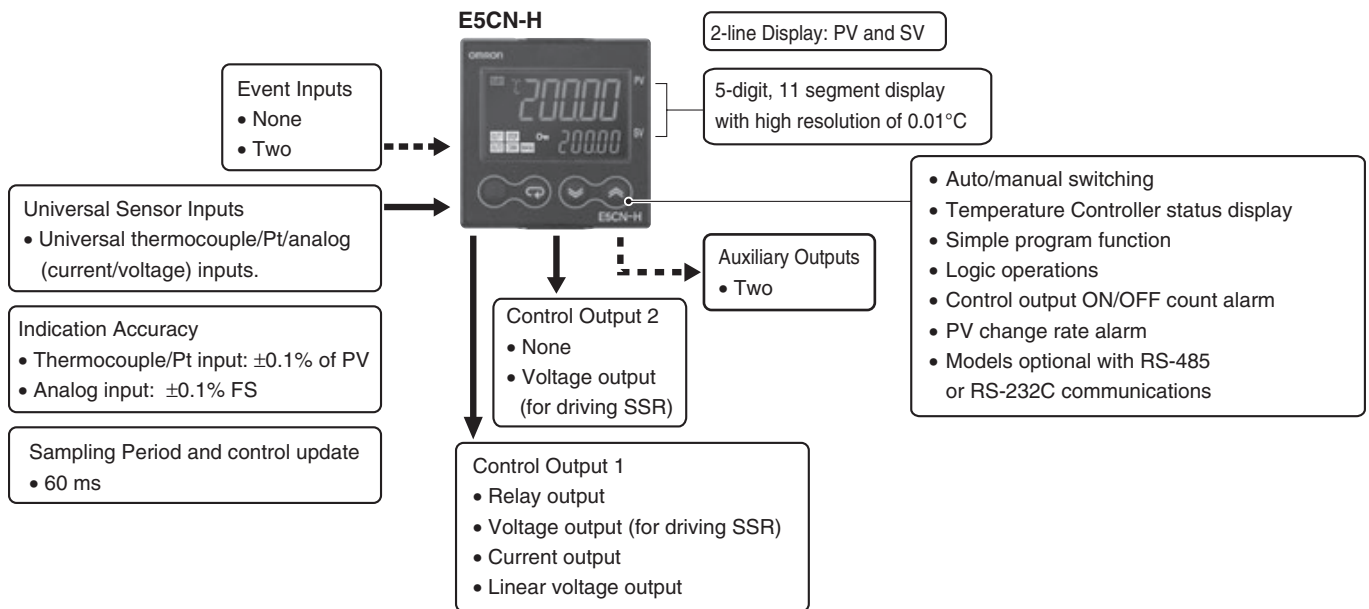 E5CN-H
2-line Display: PV and SV
OMRON
°C
PV
200.00
SV
200.00
E5CN-H
5-digit, 11 segment display
with high resolution of 0.01°C
Event Inputs
• None
• Two
Universal Sensor Inputs
• Universal thermocouple/Pt/analog
(current/voltage) inputs.
Indication Accuracy
• Thermocouple/Pt input: ±0.1% of PV
• Analog input: ±0.1% FS
Sampling Period and control update
• 60 ms
• Auto/manual switching
• Temperature Controller status display
• Simple program function
• Logic operations
• Control output ON/OFF count alarm
• PV change rate alarm
• Models optional with RS-485
or RS-232C communications
Auxiliary Outputs
• Two
Control Output 2
• None
• Voltage output
(for driving SSR)
Control Output 1
• Relay output
• Voltage output (for driving SSR)
• Current output
• Linear voltage output